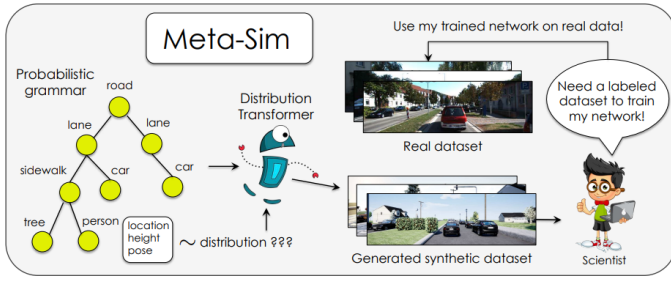 Meta-Sim
Use my trained network on real data!
Probabilistic
grammar
road
lane
lane
sidewalk
car
car
tree
person
location
height
pose
~ distribution ???
Distribution
Transformer
Real dataset
Generated synthetic dataset
Need a labeled
dataset to train
my network!
Scientist